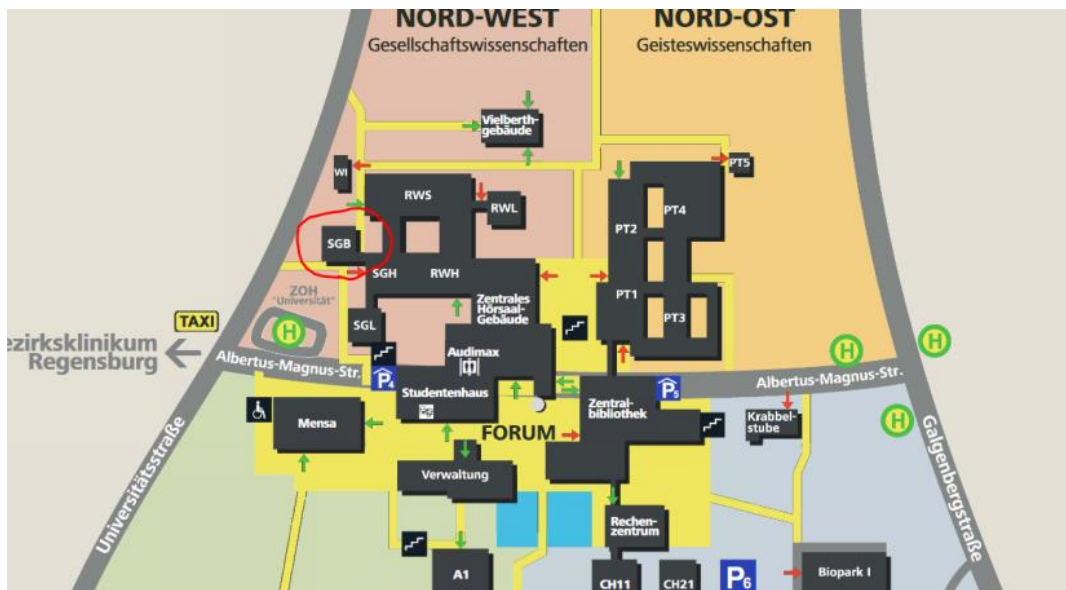 NORD-WEST
Gesellschaftswissenschaften
NORD-OST
Geisteswissenschaften
Vielberth-
gebäude
WI
RWS
RWL
PT5
PT4
PT2
SGB
SGH
RWH
ZOH
"Universität"
Zentrales
Hörsaal-
Gebäude
PT1
PT3
SGL
TAXI
H
ezirksklinikum
Regensburg
Audimax
H
H
Albertus-Magnus-Str.
P4
Studentenhaus
Zentral-
bibliothek
P5
Albertus-Magnus-Str.
Krabbel-
stube
H
Mensa
FORUM
Verwaltung
Universitätsstraße
Galgenbergstraße
Rechen-
zentrum
A1
CH11
CH21
P6
Biopark I